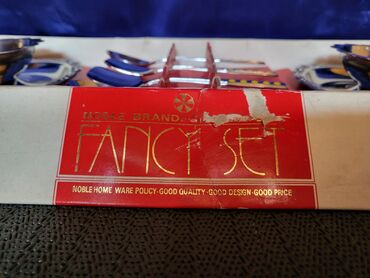 NOBLE BRAND
FANCY SET
NOBLE HOME WARE POLICY·GOOD QUALITY·GOOD DESIGN·GOOD PRICE